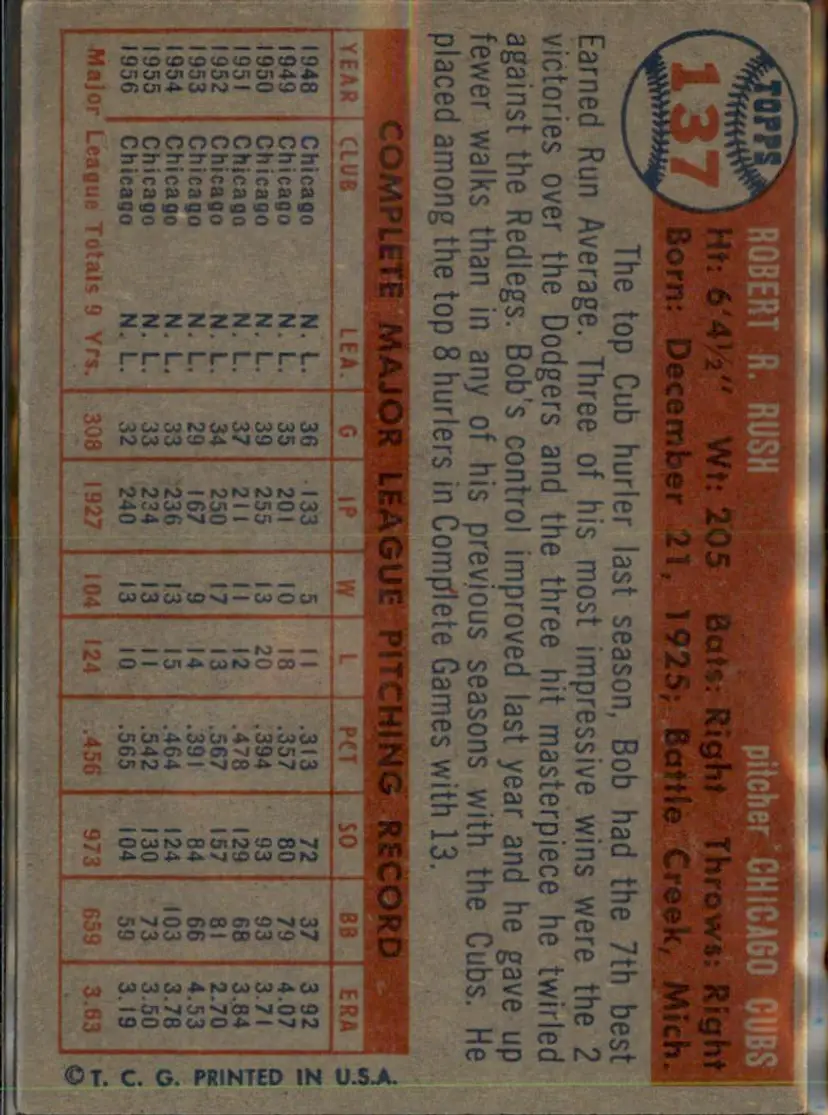 TOPPS
137
ROBERT R. RUSH pitcher CHICAGO CUBS
Ht: 6'4½" Wt: 205 Bats: Right Throws: Right
Born: December 21, 1925; Battle Creek, Mich.
The top Cub hurler last season, Bob had the 7th best
Earned Run Average. Three of his most impressive wins were the 2
victories over the Dodgers and the three hit masterpiece he twirled
against the Redlegs. Bob's control improved last year and he gave up
fewer walks than in any of his previous seasons with the Cubs. He
placed among the top 8 hurlers in Complete Games with 13.
COMPLETE MAJOR LEAGUE PITCHING RECORD
YEAR CLUB LEA. G IP W L PCT SO BB ERA
1948 Chicago N. L. 36 133 5 11 .313 72 37 3.92
1949 Chicago N. L. 35 201 10 18 .357 80 79 4.07
1950 Chicago N. L. 39 255 13 20 .394 93 93 3.71
1951 Chicago N. L. 37 211 11 12 .478 129 68 3.84
1952 Chicago N. L. 34 250 17 13 .567 157 81 2.70
1953 Chicago N. L. 29 167 9 14 .391 84 66 4.53
1954 Chicago N. L. 33 236 13 15 .464 124 103 3.78
1955 Chicago N. L. 33 234 13 11 .542 130 73 3.50
1956 Chicago N. L. 32 240 13 10 .565 104 59 3.19
Major League Totals 9 Yrs. 308 1927 104 124 .456 973 659 3.63
© T. C. G. PRINTED IN U.S.A.